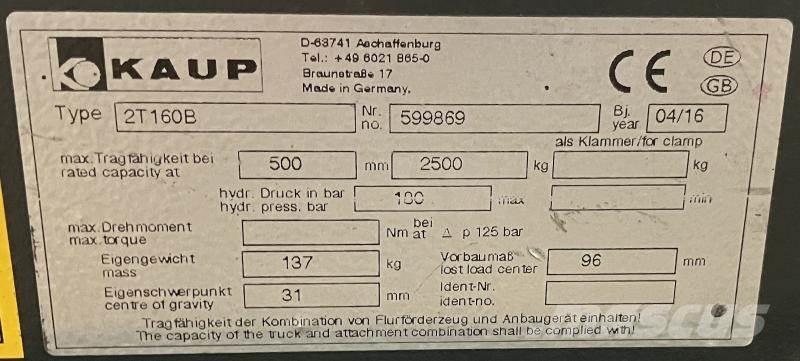 KAUP
D-63741 Aschaffenburg
Tel.: +49 6021 865-0
Braunstraße 17
Made in Germany.
CE
DE
GB
Type 2T160B Nr. no. 599869 Bj. year 04/16
als Klammer/for clamp
max. Tragfähigkeit bei
rated capacity at 500 mm 2500 kg kg
hydr. Druck in bar
hydr. press. bar 180 max min
max. Drehmoment
max. torque Nm bei at Δ p 125 bar
Eigengewicht
mass 137 kg
Vorbaumaß
lost load center 96 mm
Eigenschwerpunkt
centre of gravity 31 mm
Ident-Nr.
ident-no.
Tragfähigkeit der Kombination von Flurförderzeug und Anbaugerät einhalten!
The capacity of the truck and attachment combination shall be complied with!